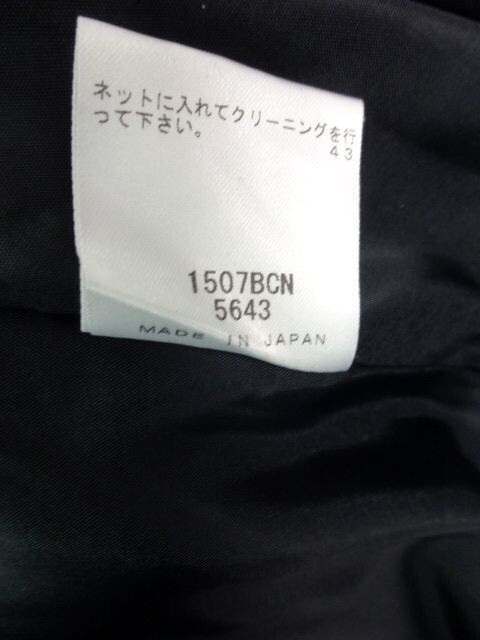 ネットに入れてクリーニングを行
って下さい。
43
1507BCN
5643
MADE IN JAPAN